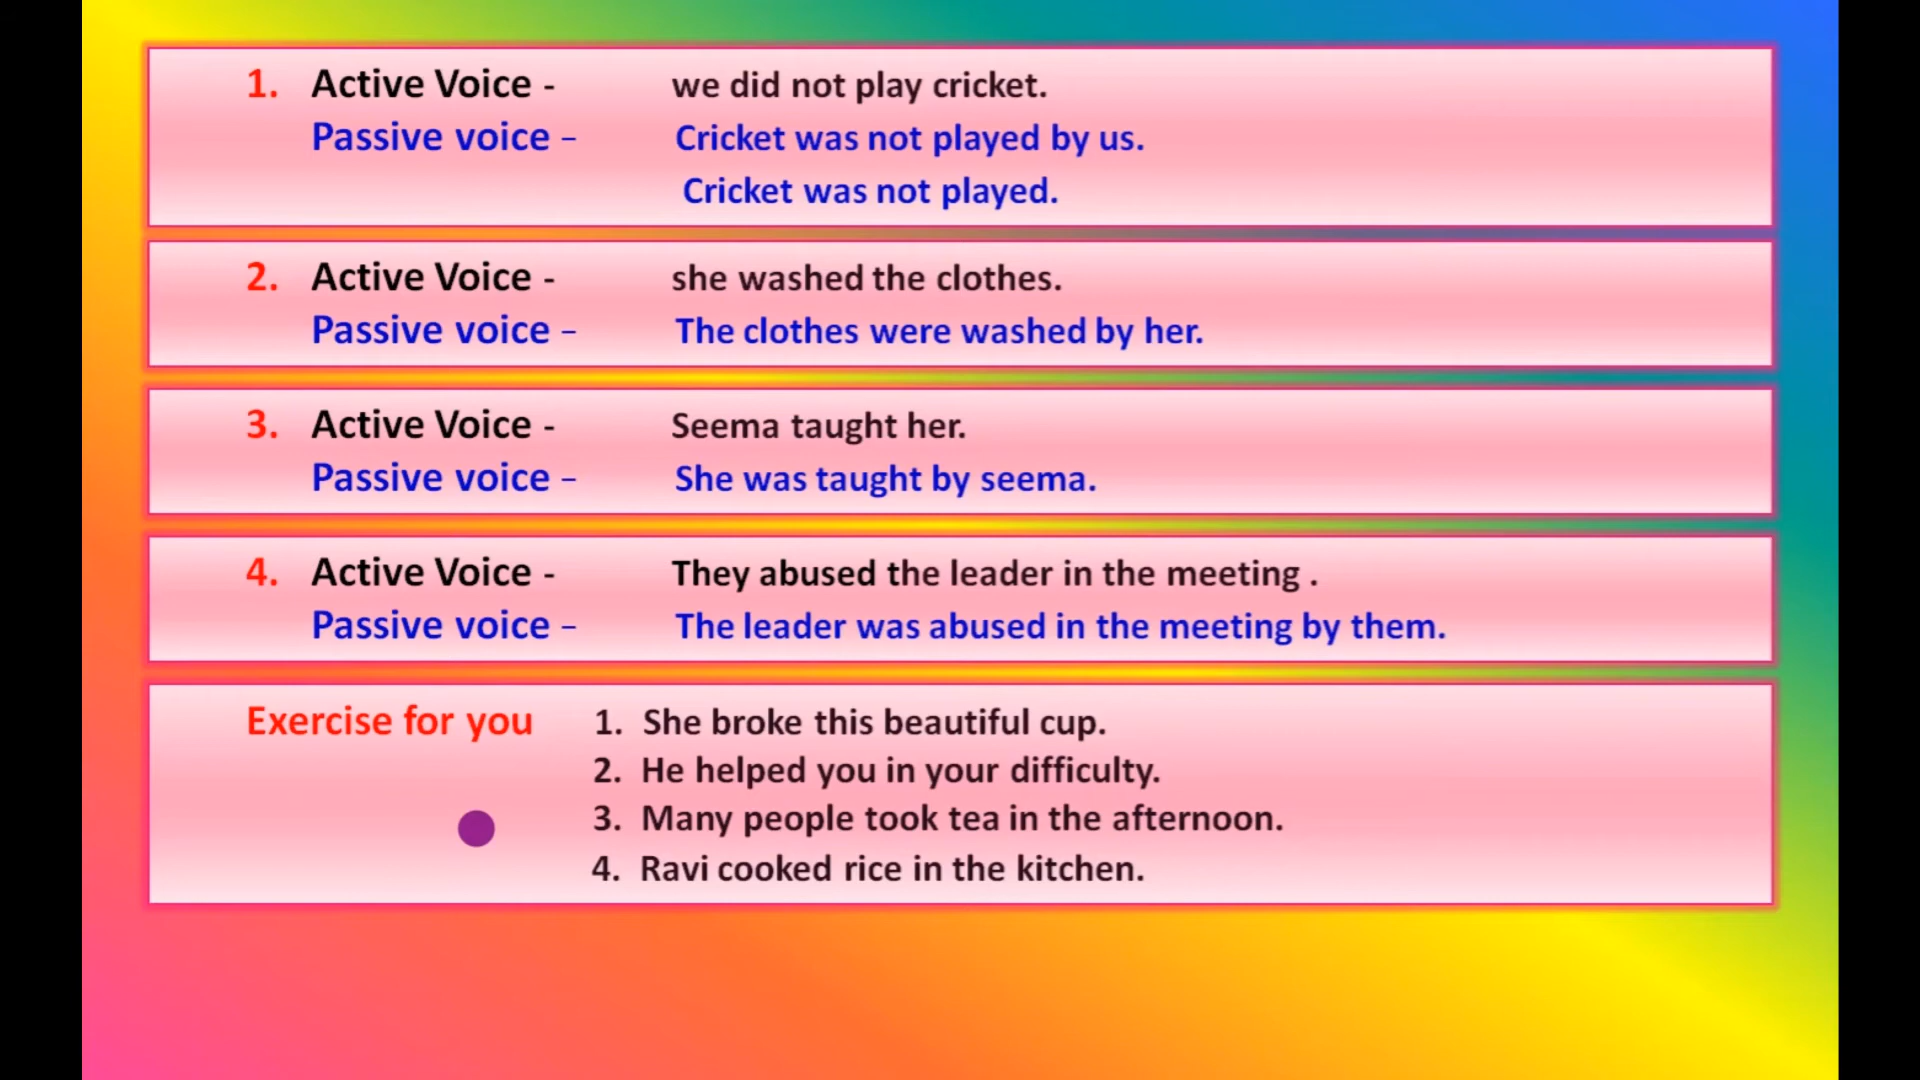 1. Active Voice - we did not play cricket.
Passive voice – Cricket was not played by us.
Cricket was not played.
2. Active Voice - she washed the clothes.
Passive voice – The clothes were washed by her.
3. Active Voice - Seema taught her.
Passive voice – She was taught by seema.
4. Active Voice - They abused the leader in the meeting .
Passive voice – The leader was abused in the meeting by them.
Exercise for you 1. She broke this beautiful cup.
2. He helped you in your difficulty.
3. Many people took tea in the afternoon.
4. Ravi cooked rice in the kitchen.